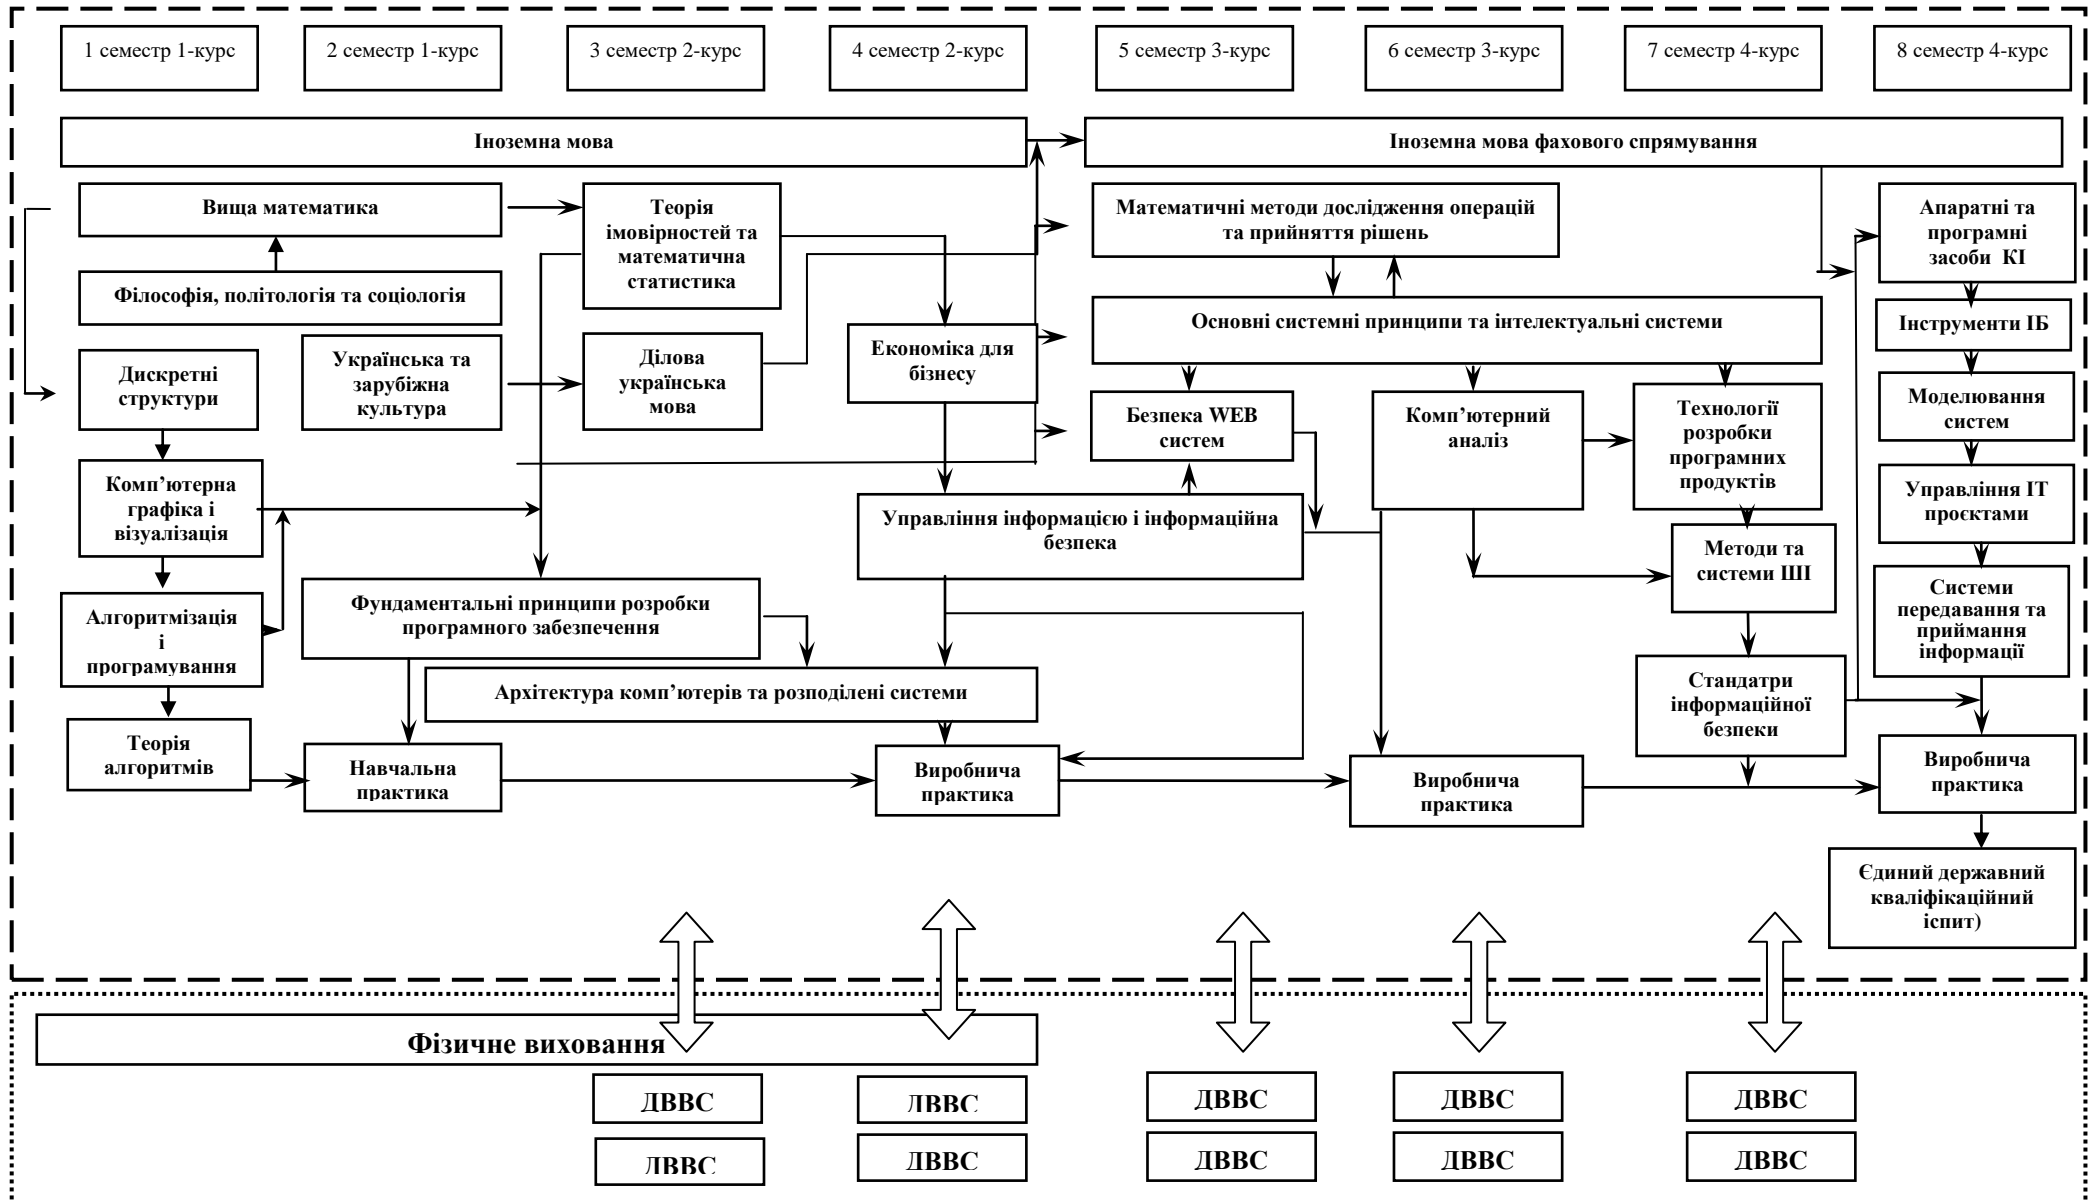 1 семестр 1-курс
2 семестр 1-курс
3 семестр 2-курс
4 семестр 2-курс
5 семестр 3-курс
6 семестр 3-курс
7 семестр 4-курс
8 семестр 4-курс
Іноземна мова
Іноземна мова фахового спрямування
Вища математика
Філософія, політологія та соціологія
Теорія
імовірностей та
математична
статистика
Математичні методи дослідження операцій
та прийняття рішень
Апаратні та
програмні
засоби КІ
Основні системні принципи та інтелектуальні системи
Інструменти ІБ
Дискретні
структури
Українська та
зарубіжна
культура
Ділова
українська
мова
Економіка для
бізнесу
Безпека WEB
систем
Комп’ютерний
аналіз
Технології
розробки
програмних
продуктів
Моделювання
систем
Комп’ютерна
графіка і
візуалізація
Управління інформацією і інформаційна
безпека
Методи та
системи ШІ
Управління ІТ
проєктами
Алгоритмізація
і
програмування
Фундаментальні принципи розробки
програмного забезпечення
Системи
передавання та
приймання
інформації
Архітектура комп’ютерів та розподілені системи
Стандатри
інформаційної
безпеки
Теорія
алгоритмів
Навчальна
практика
Виробнича
практика
Виробнича
практика
Виробнича
практика
Єдиний державний
кваліфікаційний
іспит)
Фізичне виховання
ДВВС
ДВВС
ДВВС
ДВВС
ДВВС
ДВВС
ДВВС
ДВВС
ДВВС
ДВВС